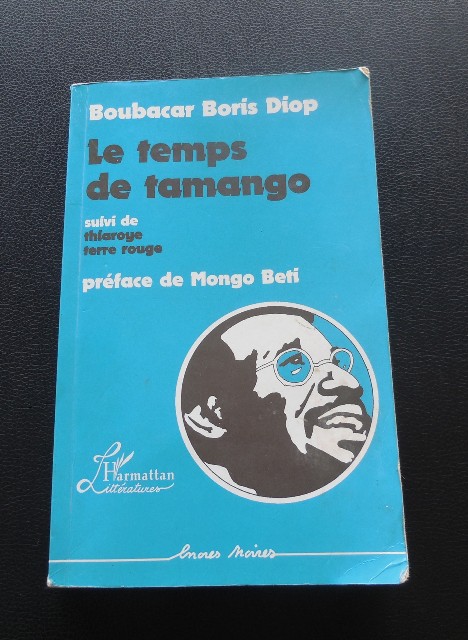 Boubacar Boris Diop
Le temps
de tamango
suivi de
thiaroye
terre rouge
préface de Mongo Beti
L'Harmattan
Littératures
Encres Noires